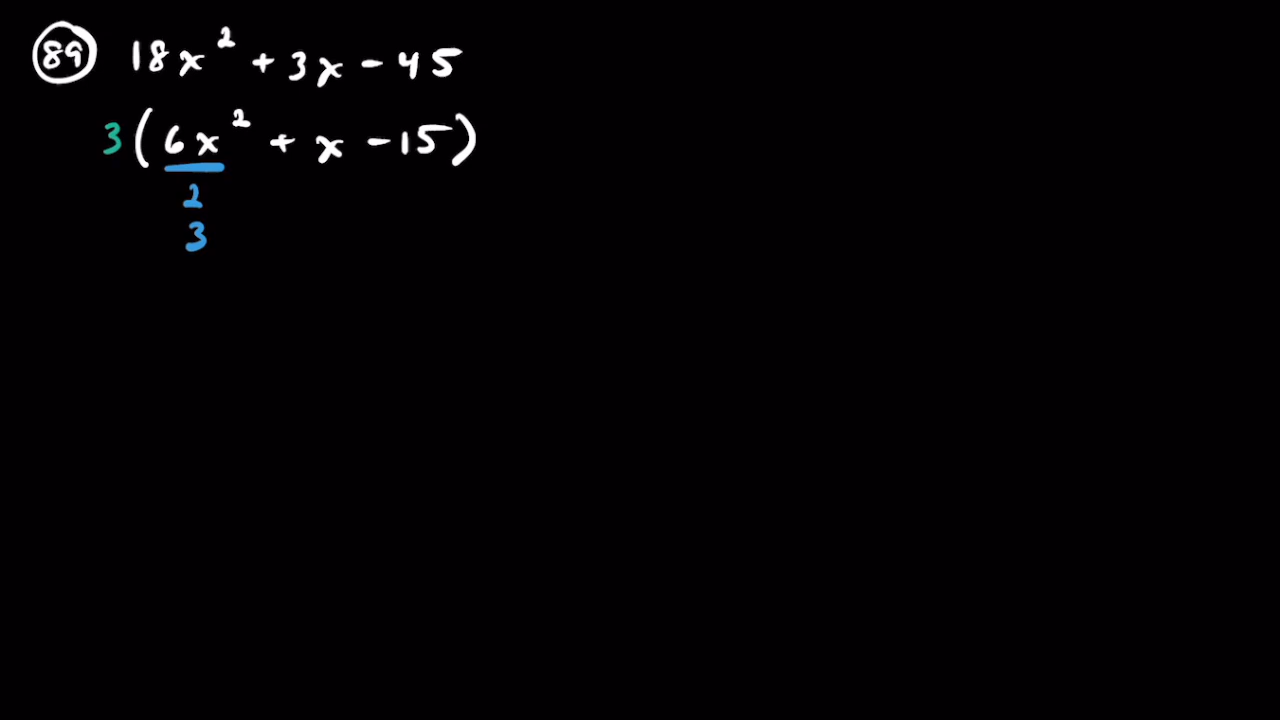 89 18x² + 3x - 45
3(6x² + x - 15)
2
3